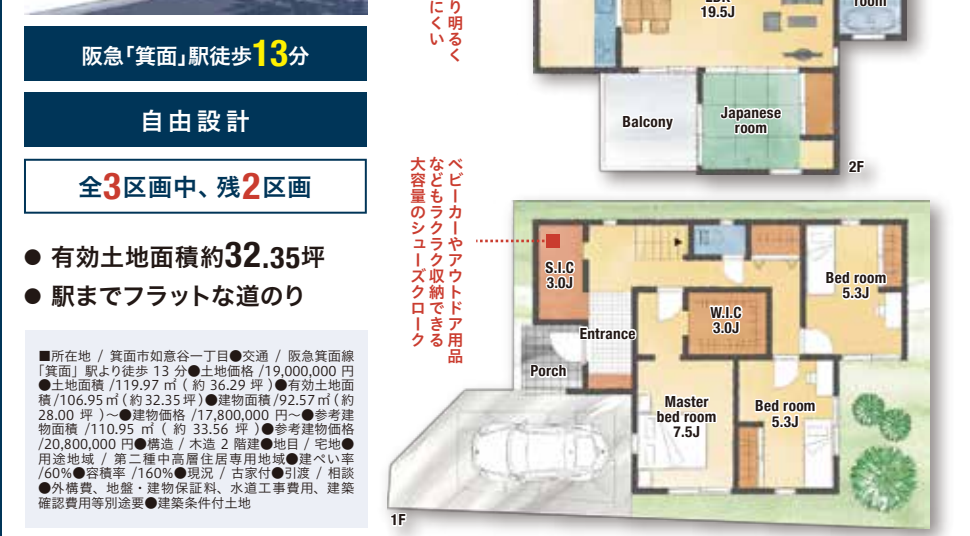 阪急「箕面」駅徒歩13分
自由設計
全3区画中、残2区画
● 有効土地面積約32.35坪
● 駅までフラットな道のり
■所在地 / 箕面市如意谷一丁目●交通 / 阪急箕面線
「箕面」駅より徒歩 13 分●土地価格 /19,000,000 円
●土地面積 /119.97 ㎡ ( 約 36.29 坪 )●有効土地面
積 /106.95㎡ ( 約 32.35 坪 )●建物面積 /92.57㎡ ( 約
28.00 坪 ) ～●建物価格 /17,800,000 円～●参考建
物面積 /110.95 ㎡ ( 約 33.56 坪 )●参考建物価格
/20,800,000 円●構造 / 木造 2 階建●地目 / 宅地●
用途地域 / 第二種中高層住居専用地域●建ぺい率
/60%●容積率 /160%●現況 / 古家付●引渡 / 相談
●外構費、地盤・建物保証料、水道工事費用、建築
確認費用等別途要●建築条件付土地
り明るく
にくい
LDK
19.5J
room
Balcony
Japanese
room
2F
ベビーカーやアウトドア用品
などもラクラク収納できる
大容量のシューズクローク
S.I.C
3.0J
Entrance
Porch
W.I.C
3.0J
Bed room
5.3J
Master
bed room
7.5J
Bed room
5.3J
1F